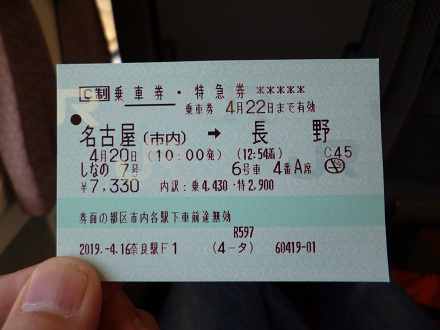 C制 乗車券・特急券 *****
乗車券 4月22日まで有効
名古屋(市内) → 長野
4月20日 (10:00発) (12:54着) C45
しなの 7号 6号車 4番A席
¥7,330 内訳:乗4,430・特2,900
券面の都区市内各駅下車前途無効
R597
2019.-4.16奈良駅F1 (4-タ) 60419-01